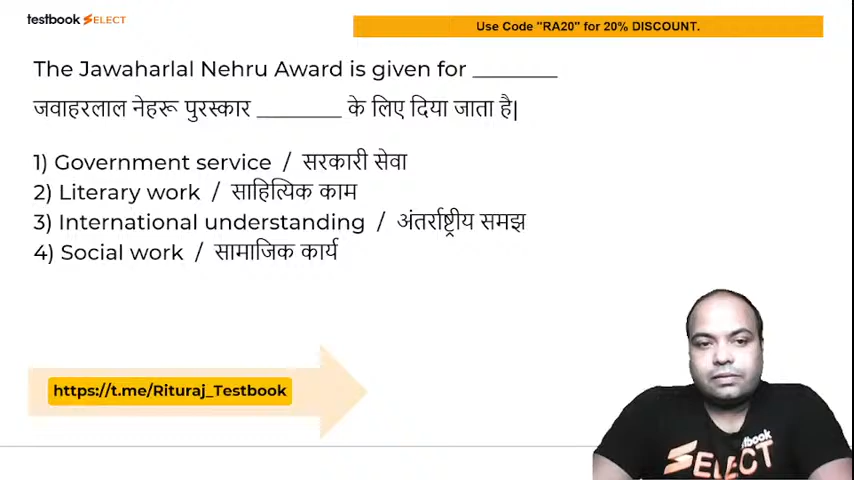 testbook SELECT
Use Code "RA20" for 20% DISCOUNT.
The Jawaharlal Nehru Award is given for ________
जवाहरलाल नेहरू पुरस्कार ________ के लिए दिया जाता है|
1) Government service / सरकारी सेवा
2) Literary work / साहित्यिक काम
3) International understanding / अंतर्राष्ट्रीय समझ
4) Social work / सामाजिक कार्य
https://t.me/Rituraj_Testbook
testbook
SELECT